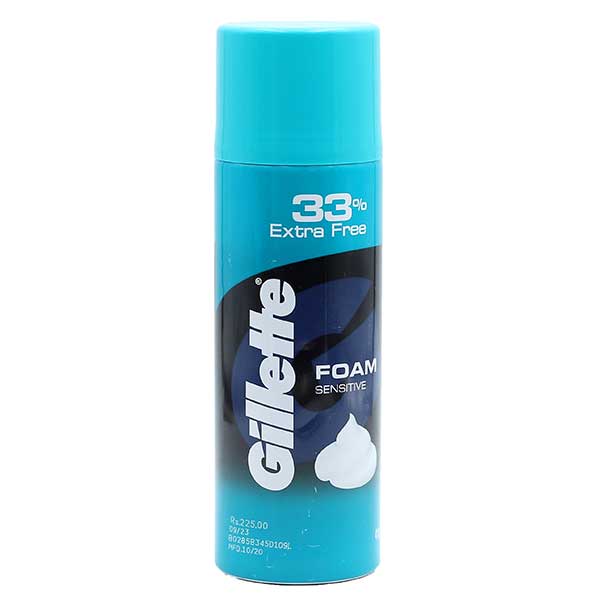 33%
Extra Free
Gillette®
FOAM
SENSITIVE
Rs.225.00
09/23
B0285B345D109L
MFD.10/20